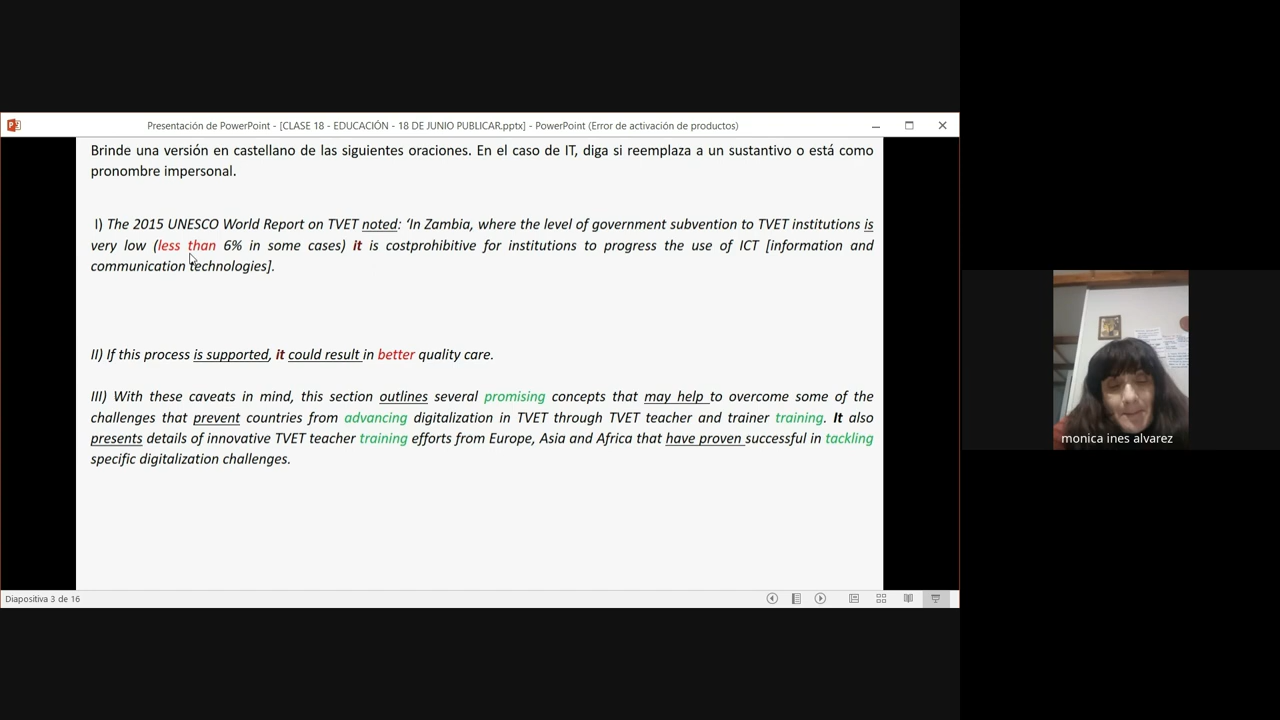 Presentación de PowerPoint - [CLASE 18 - EDUCACIÓN - 18 DE JUNIO PUBLICAR.pptx] - PowerPoint (Error de activación de productos)
Brinde una versión en castellano de las siguientes oraciones. En el caso de IT, diga si reemplaza a un sustantivo o está como
pronombre impersonal.
I) The 2015 UNESCO World Report on TVET noted: ‘In Zambia, where the level of government subvention to TVET institutions is
very low (less than 6% in some cases) it is costprohibitive for institutions to progress the use of ICT [information and
communication technologies].
II) If this process is supported, it could result in better quality care.
III) With these caveats in mind, this section outlines several promising concepts that may help to overcome some of the
challenges that prevent countries from advancing digitalization in TVET through TVET teacher and trainer training. It also
presents details of innovative TVET teacher training efforts from Europe, Asia and Africa that have proven successful in tackling
specific digitalization challenges.
monica ines alvarez
Diapositiva 3 de 16